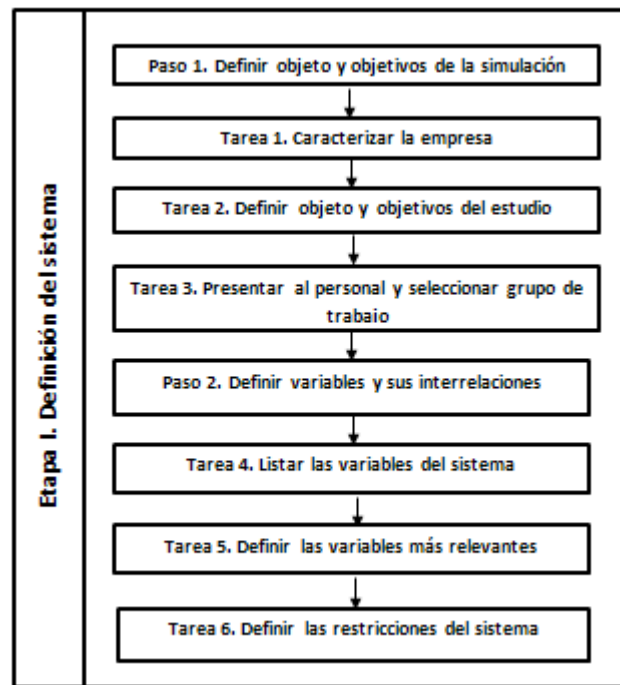 Etapa I. Definición del sistema
Paso 1. Definir objeto y objetivos de la simulación
Tarea 1. Caracterizar la empresa
Tarea 2. Definir objeto y objetivos del estudio
Tarea 3. Presentar al personal y seleccionar grupo de
trabaio
Paso 2. Definir variables y sus interrelaciones
Tarea 4. Listar las variables del sistema
Tarea 5. Definir las variables más relevantes
Tarea 6. Definir las restricciones del sistema